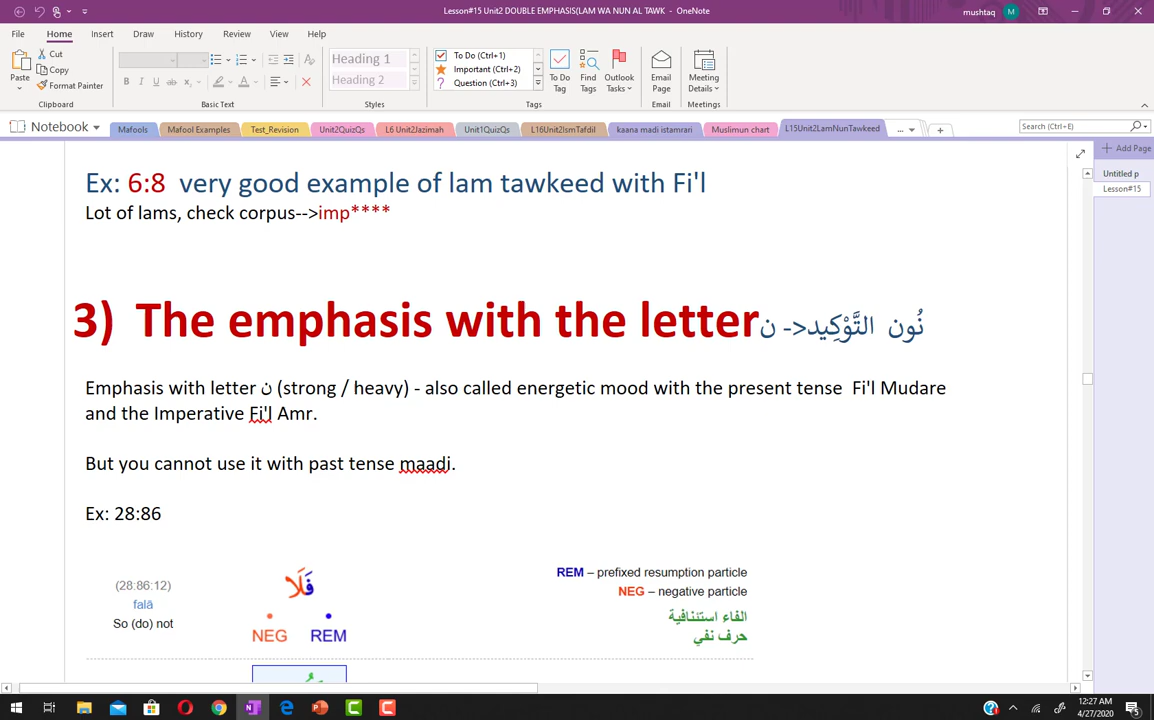 Lesson#15 Unit2 DOUBLE EMPHASIS(LAM WA NUN AL TAWK - OneNote
mushtaq M
File Home Insert Draw History Review View Help
Paste
Cut
Copy
Format Painter
Clipboard
B I U ab x
Basic Text
Heading 1
Heading 2
Styles
To Do (Ctrl+1)
Important (Ctrl+2)
Question (Ctrl+3)
To Do Tag
Find Tags
Outlook Tasks
Tags
Email Page
Email
Meeting Details
Meetings
Notebook
Mafools Mafool Examples Test_Revision Unit2QuizQs L6 Unit2Jazimah Unit1QuizQs L16Unit2IsmTafdil kaana madi istamrari Muslimun chart L15Unit2LamNunTawkeed ... +
Search (Ctrl+E)
Add Page
Untitled p
Lesson#15
Ex: 6:8 very good example of lam tawkeed with Fi'l
Lot of lams, check corpus-->imp****
3) The emphasis with the letter ن -> نُون التَّوْكِيد
Emphasis with letter ن (strong / heavy) - also called energetic mood with the present tense Fi'l Mudare
and the Imperative Fi'l Amr.
But you cannot use it with past tense maadi.
Ex: 28:86
(28:86:12)
falā
So (do) not
فَلَا
NEG REM
REM – prefixed resumption particle
NEG – negative particle
الفاء استئنافية
حرف نفي
12:27 AM
4/27/2020
5